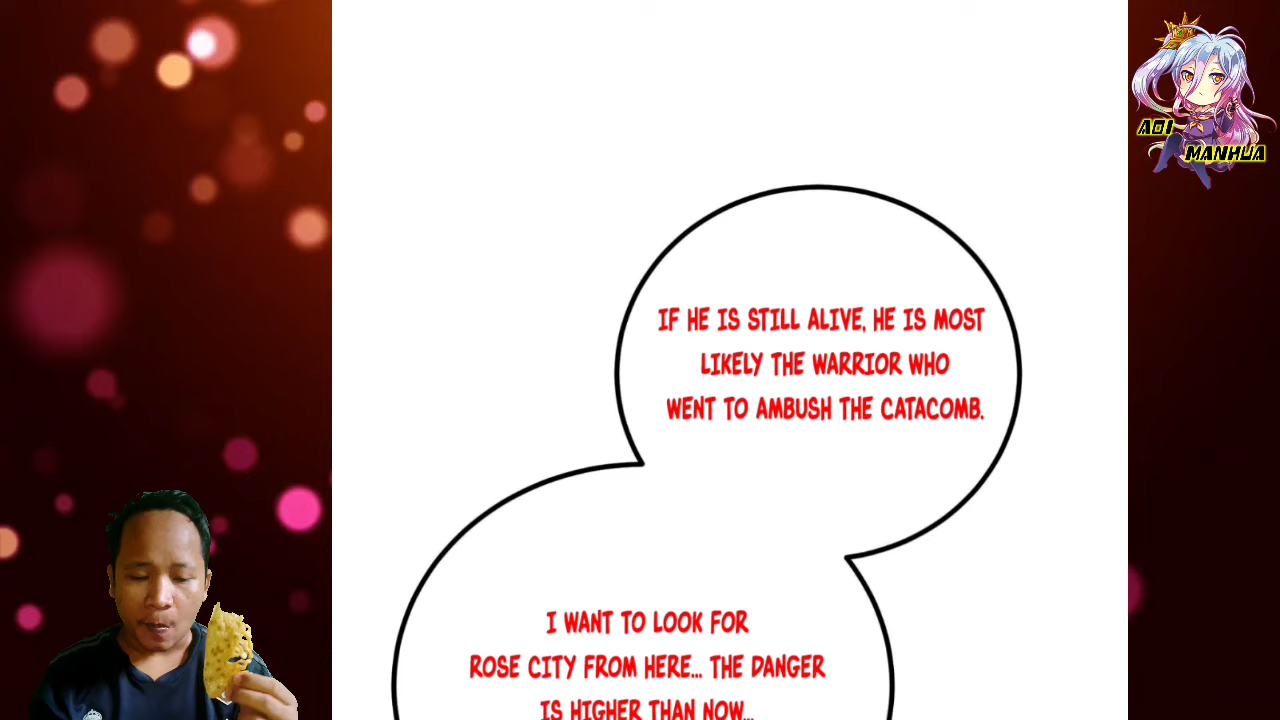 AOI
MANHUA
IF HE IS STILL ALIVE, HE IS MOST
LIKELY THE WARRIOR WHO
WENT TO AMBUSH THE CATACOMB.
I WANT TO LOOK FOR
ROSE CITY FROM HERE... THE DANGER
IS HIGHER THAN NOW...